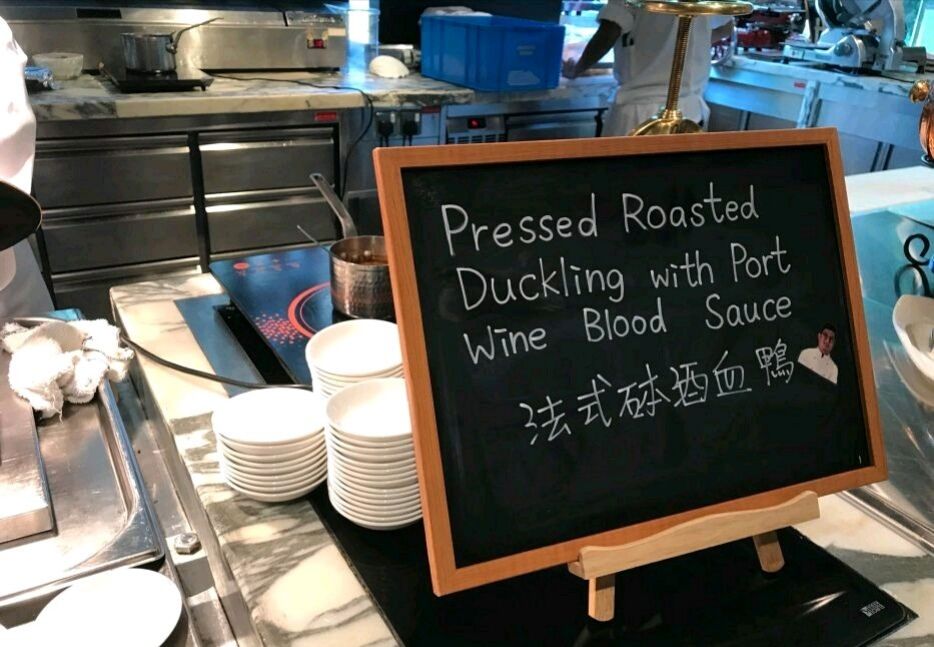 Pressed Roasted
Duckling with Port
Wine Blood Sauce
法式砵酒血鴨